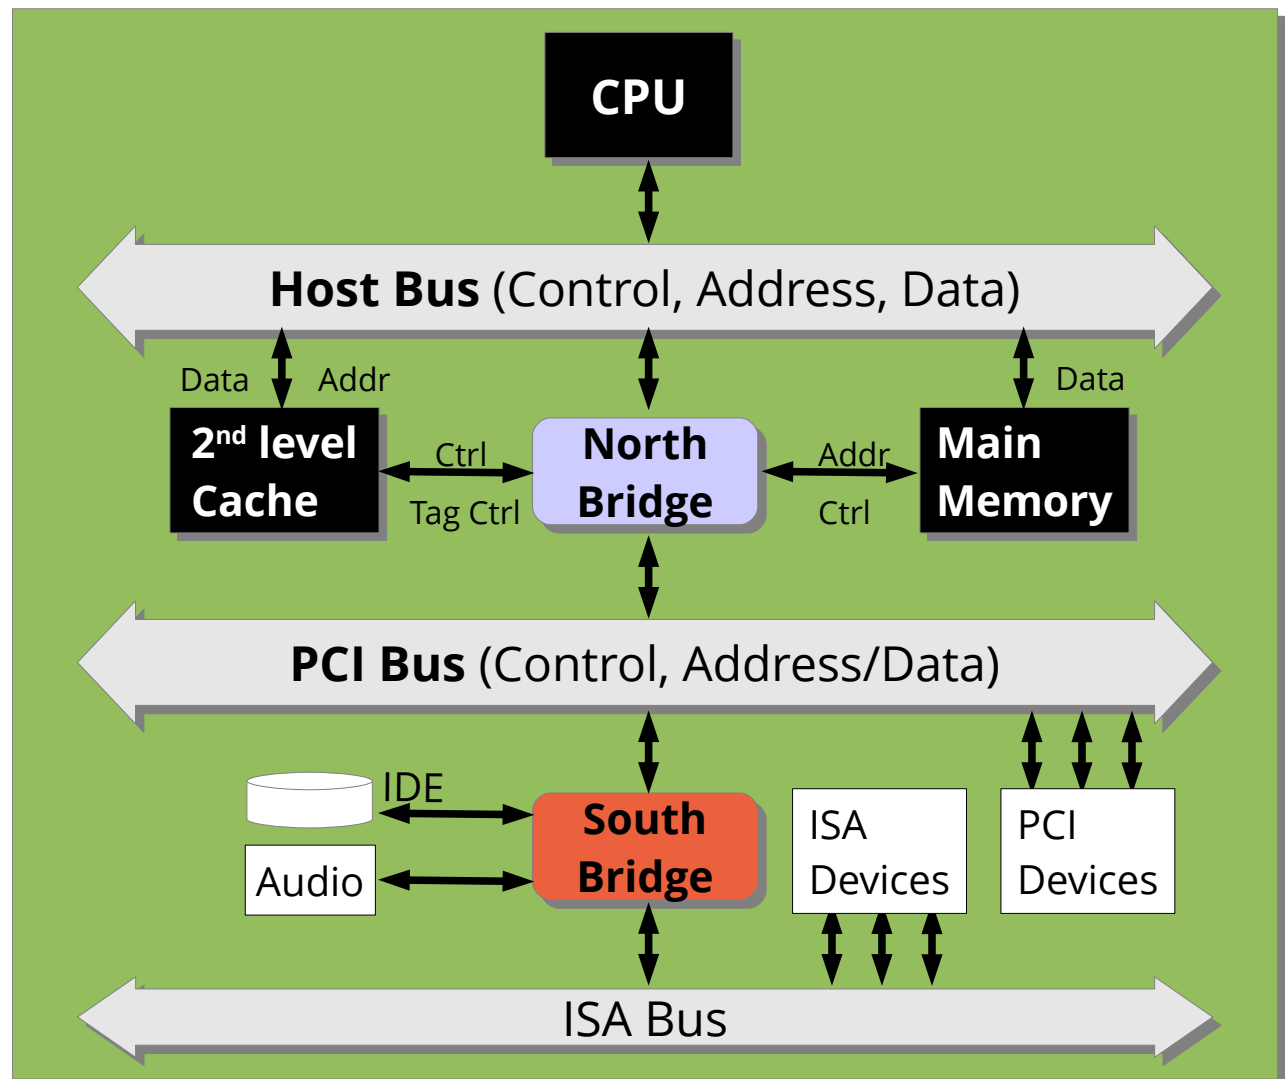 CPU
Host Bus (Control, Address, Data)
Data
Addr
Data
2nd level
Cache
Ctrl
Tag Ctrl
North
Bridge
Addr
Ctrl
Main
Memory
PCI Bus (Control, Address/Data)
IDE
Audio
South
Bridge
ISA
Devices
PCI
Devices
ISA Bus